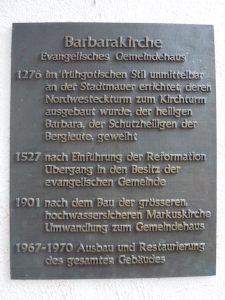 Barbarakirche
Evangelisches Gemeindehaus
1276 im frühgotischen Stil unmittelbar
an der Stadtmauer errichtet, deren
Nordwesteckturm zum Kirchturm
ausgebaut wurde; der heiligen
Barbara, der Schutzheiligen der
Bergleute, geweiht
1527 nach Einführung der Reformation
Übergang in den Besitz der
evangelischen Gemeinde
1901 nach dem Bau der grösseren,
hochwassersicheren Markuskirche
Umwandlung zum Gemeindehaus
1967-1970 Ausbau und Restaurierung
des gesamten Gebäudes